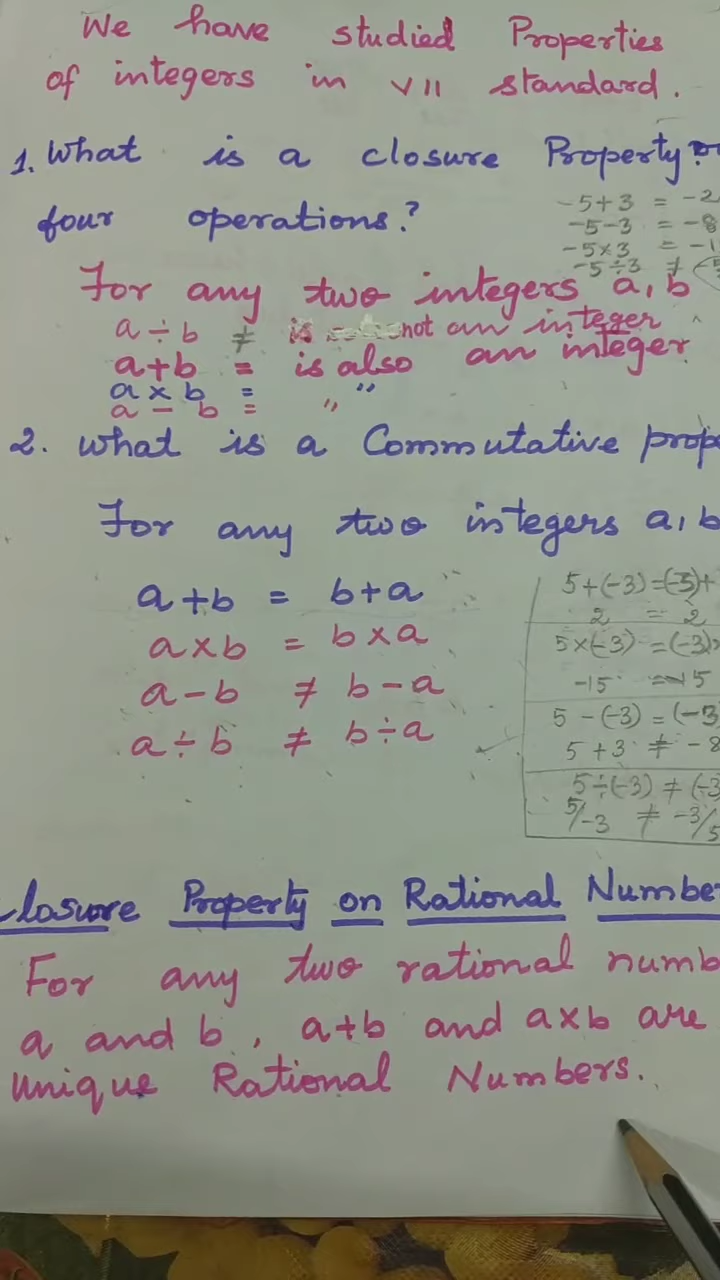 We have studied Properties
of integers in VII standard.
1. What is a closure Property?
four operations?
-5+3 = -2
-5-3 = -8
-5×3 = -1
-5÷3 ≠
For any two integers a, b
a ÷ b ≠ is not an integer
a+b = is also an integer
a × b = " "
a - b =
2. What is a Commutative prope
For any two integers a, b
a+b = b+a
a×b = b×a
a-b ≠ b-a
a÷b ≠ b÷a
5+(-3)=(-3)+
2 = 2
5×(-3)=(-3)×
-15 = -15
5-(-3)=(-3)
5+3 ≠ -8
5÷(-3) ≠ (-3
5/-3 ≠ -3/5
Closure Property on Rational Number
For any two rational numb
a and b, a+b and a×b are
unique Rational Numbers.